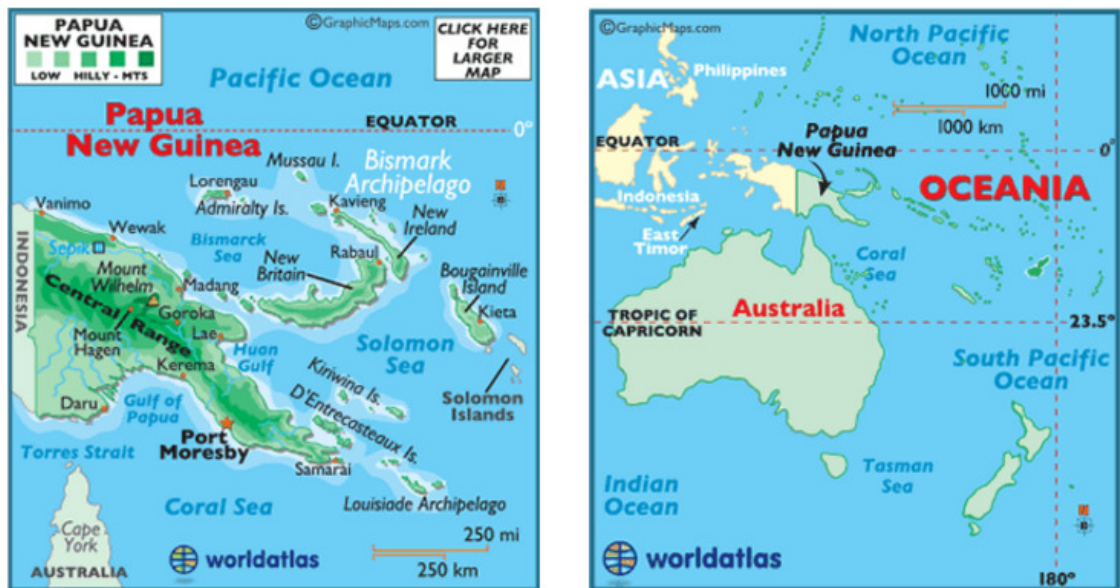 PAPUA
NEW GUINEA
LOW HILLY - MTS
©GraphicMaps.com
CLICK HERE
FOR
LARGER
MAP
Pacific Ocean
Papua
New Guinea
EQUATOR
0°
Mussau I.
Bismark
Archipelago
N
Lorengau
Admiralty Is.
Kavieng
Vanimo
Wewak
Sepik
Bismarck
Sea
New
Ireland
Rabaul
New
Britain
Bougainville
Island
Kieta
INDONESIA
Mount
Wilhelm
Madang
Central Range
Goroka
Lae
Mount
Hagen
Huan
Gulf
Solomon
Sea
Kerema
Kiriwina Is.
Solomon
Islands
Daru
Gulf of
Papua
D'Entrecasteaux Is.
Port
Moresby
Torres Strait
Samarai
Louisiade Archipelago
Coral Sea
Cape
York
AUSTRALIA
worldatlas
250 mi
250 km
©GraphicMaps.com
North Pacific
Ocean
ASIA
Philippines
1000 mi
1000 km
EQUATOR
Papua
New Guinea
0°
Indonesia
OCEANIA
East
Timor
Coral
Sea
TROPIC OF
CAPRICORN
Australia
23.5°
South Pacific
Ocean
Indian
Ocean
Tasman
Sea
N
worldatlas
180°